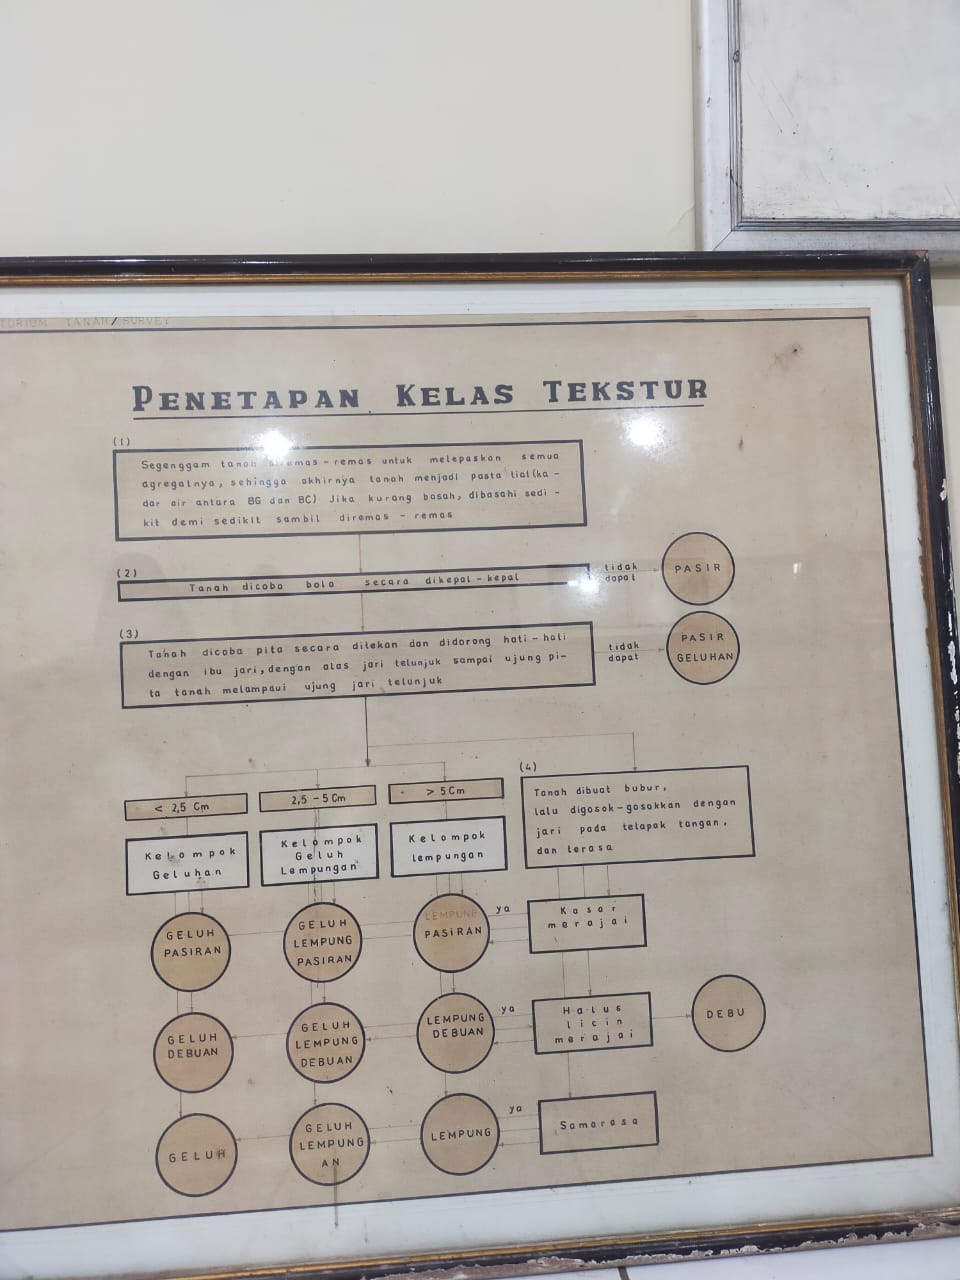 TORIUM TANAH/SURVEY
PENETAPAN KELAS TEKSTUR
(1)
Segenggam tanah diremas-remas untuk melepaskan semua
agregatnya, sehingga akhirnya tanah menjadi pasta liat (ka-
dar air antara BG dan BC) Jika kurang basah, dibasahi sedi-
kit demi sedikit sambil diremas-remas
(2)
Tanah dicoba bola secara dikepal-kepal
tidak
dapat
PASIR
(3)
Tanah dicoba pita secara ditekan dan didorong hati-hati
dengan ibu jari, dengan alas jari telunjuk sampai ujung pi-
ta tanah melampaui ujung jari telunjuk
tidak
dapat
PASIR
GELUHAN
< 2,5 Cm
2,5 - 5 Cm
> 5 Cm
(4)
Tanah dibuat bubur,
lalu digosok-gosokkan dengan
jari pada telapak tangan,
dan terasa
Kelompok
Geluhan
Kelompok
Geluh
Lempungan
Kelompok
lempungan
GELUH
PASIRAN
GELUH
LEMPUNG
PASIRAN
LEMPUNG
PASIRAN
ya
Kasar
merajai
GELUH
DEBUAN
GELUH
LEMPUNG
DEBUAN
LEMPUNG
DEBUAN
ya
Halus
licin
merajai
DEBU
GELUH
GELUH
LEMPUNG
AN
LEMPUNG
ya
Samarasa